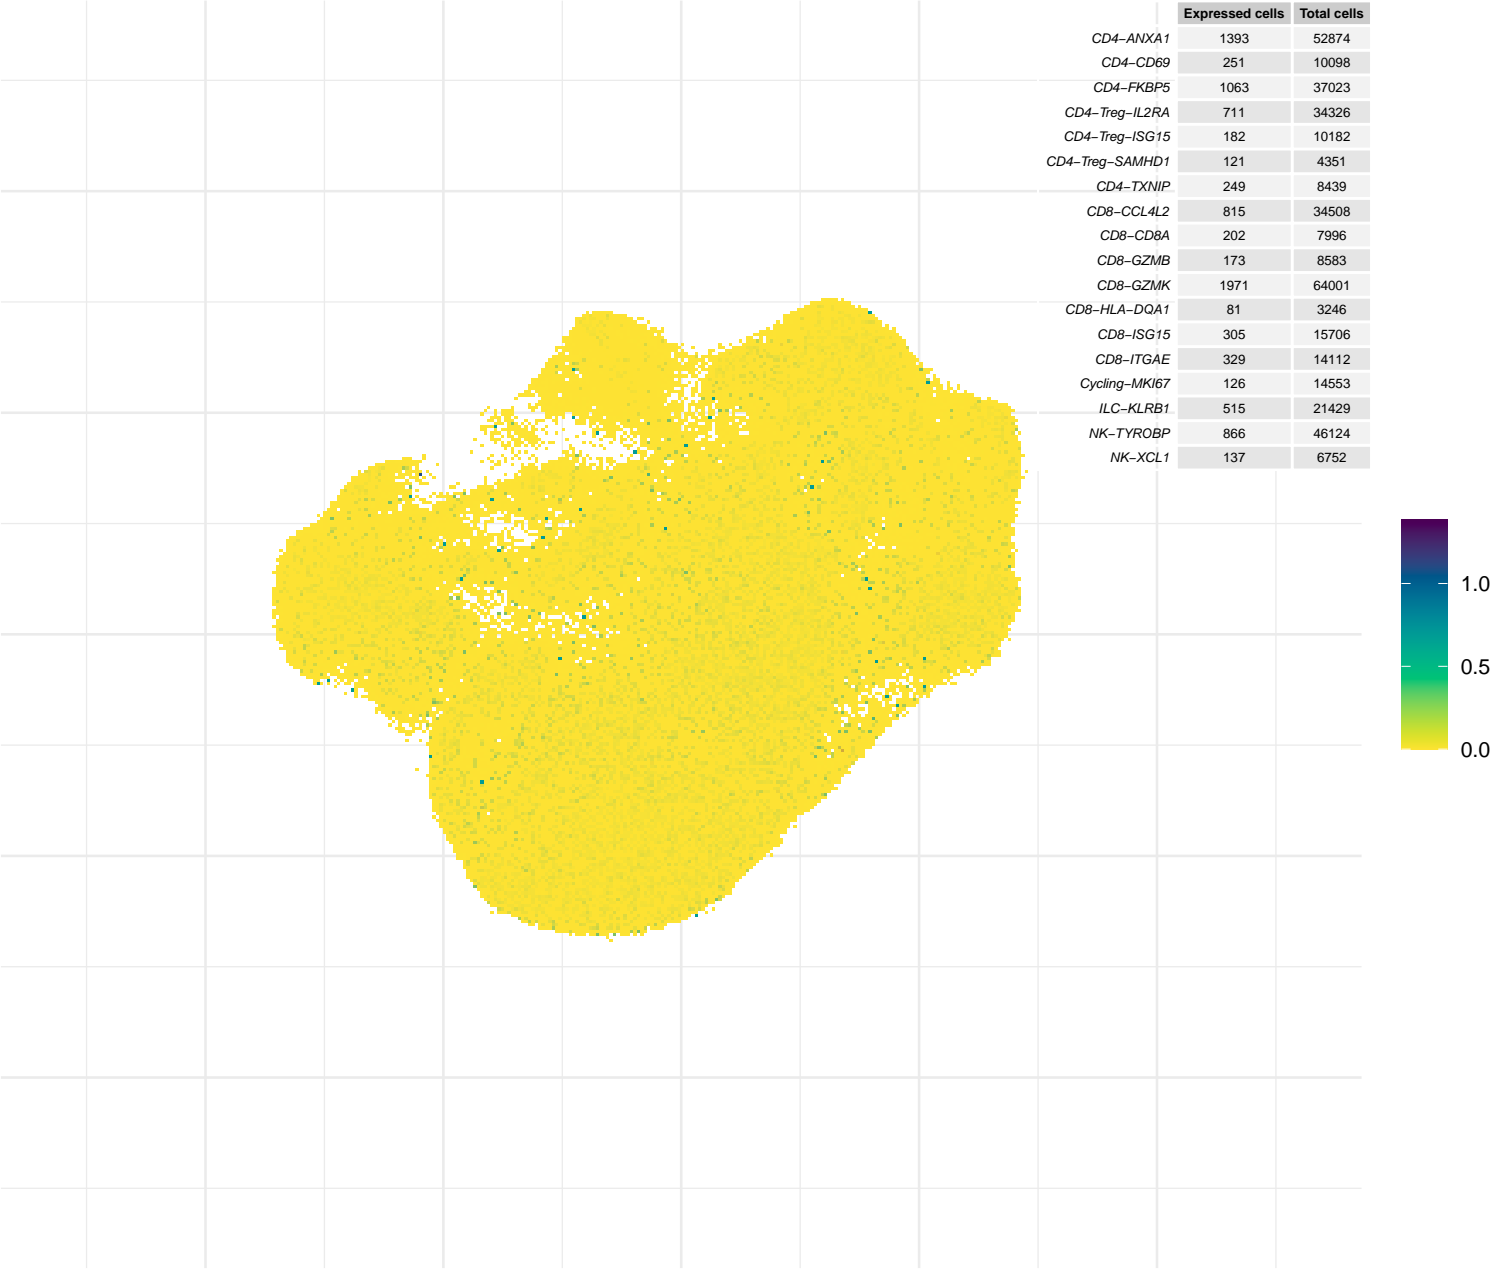 Expressed cells Total cells
CD4−ANXA1 1393 52874
CD4−CD69 251 10098
CD4−FKBP5 1063 37023
CD4−Treg−IL2RA 711 34326
CD4−Treg−ISG15 182 10182
CD4−Treg−SAMHD1 121 4351
CD4−TXNIP 249 8439
CD8−CCL4L2 815 34508
CD8−CD8A 202 7996
CD8−GZMB 173 8583
CD8−GZMK 1971 64001
CD8−HLA−DQA1 81 3246
CD8−ISG15 305 15706
CD8−ITGAE 329 14112
Cycling−MKI67 126 14553
ILC−KLRB1 515 21429
NK−TYROBP 866 46124
NK−XCL1 137 6752
1.0
0.5
0.0